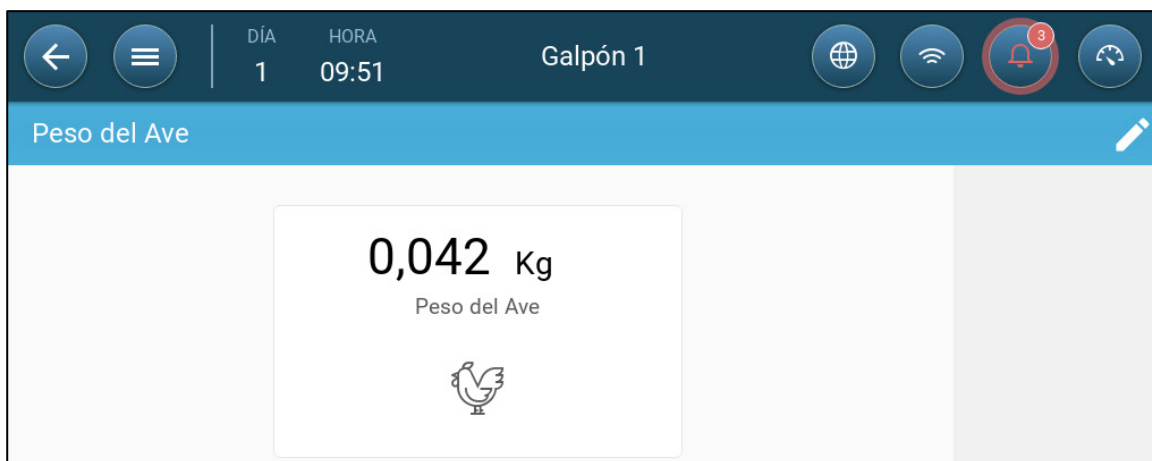 DÍA HORA
1 09:51 Galpón 1 3
Peso del Ave
0,042 Kg
Peso del Ave